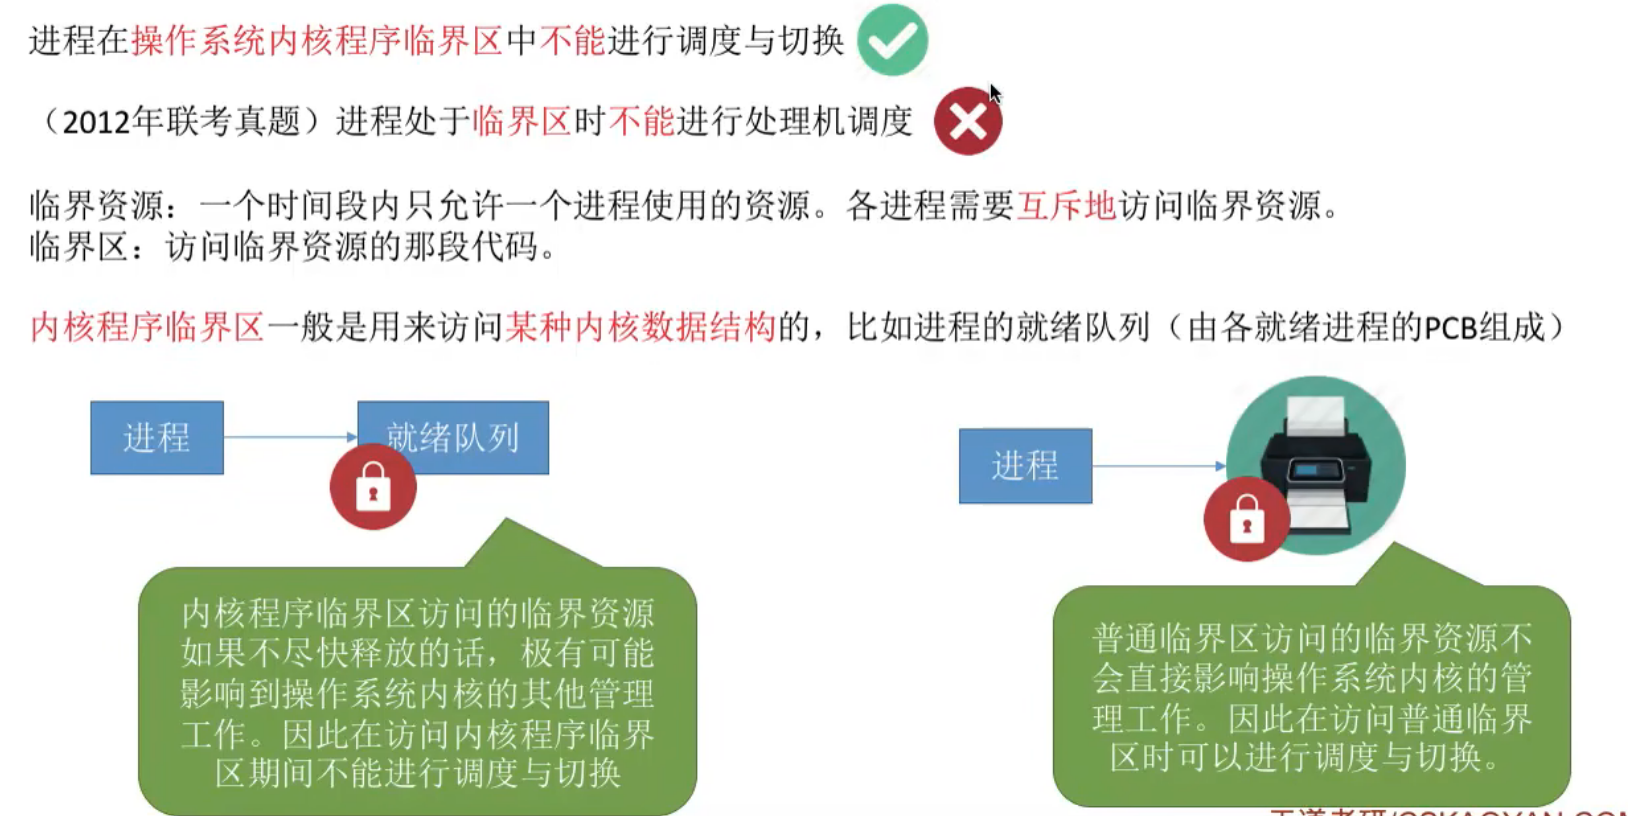 进程在操作系统内核程序临界区中不能进行调度与切换
（2012年联考真题）进程处于临界区时不能进行处理机调度
临界资源：一个时间段内只允许一个进程使用的资源。各进程需要互斥地访问临界资源。
临界区：访问临界资源的那段代码。
内核程序临界区一般是用来访问某种内核数据结构的，比如进程的就绪队列（由各就绪进程的PCB组成）
进程
就绪队列
内核程序临界区访问的临界资源
如果不尽快释放的话，极有可能
影响到操作系统内核的其他管理
工作。因此在访问内核程序临界
区期间不能进行调度与切换
进程
普通临界区访问的临界资源不
会直接影响操作系统内核的管
理工作。因此在访问普通临界
区时可以进行调度与切换。